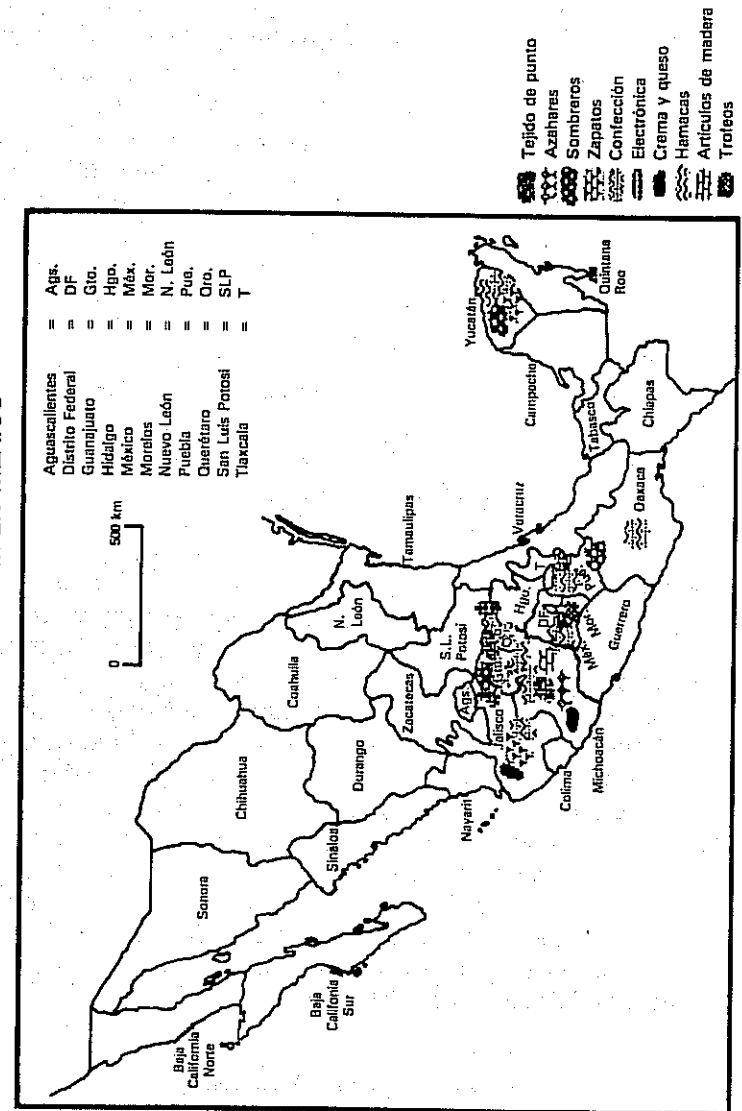 Aguascalientes = Ags.
Distrito Federal = DF
Guanajuato = Gto.
Hidalgo = Hgo.
México = Méx.
Morelos = Mor.
Nuevo León = N. León
Puebla = Pue.
Querétaro = Qro.
San Luis Potosí = SLP
Tlaxcala = T
0 500 km
Baja
California
Norte
Baja
California
Sur
Sonora
Chihuahua
Coahuila
Sinaloa
Durango
N.
León
Tamaulipas
Zacatecas
S.L.
Potosí
Nayarit
Ags.
Jalisco
Hgo.
Colima
Michoacán
Méx.
DF
Mor.
T
Guerrero
Veracruz
Oaxaca
Tabasco
Chiapas
Campeche
Yucatán
Quintana
Roo
Tejido de punto
Azahares
Sombreros
Zapatos
Confección
Electrónica
Crema y queso
Hamacas
Artículos de madera
Trofeos